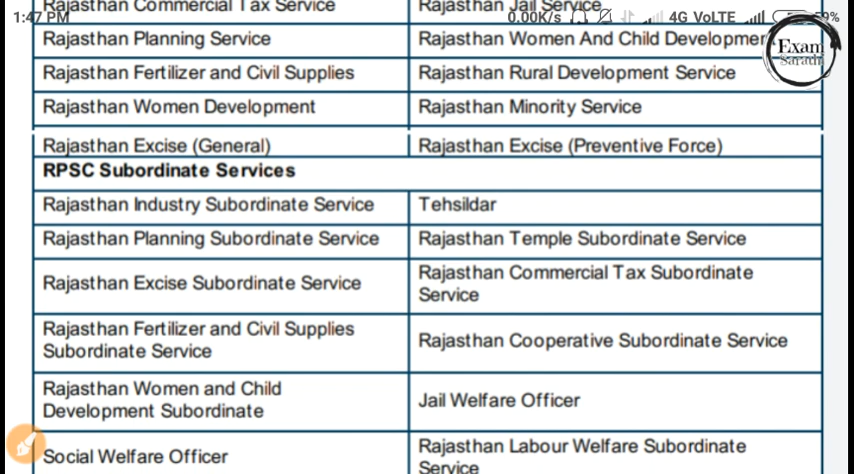 Rajasthan Commercial Tax Service
Rajasthan Jail Service
1:47 PM
0.00K/s
4G VoLTE
59%
Rajasthan Planning Service
Rajasthan Women And Child Developmen
Exam
Sarathi
Rajasthan Fertilizer and Civil Supplies
Rajasthan Rural Development Service
Rajasthan Women Development
Rajasthan Minority Service
Rajasthan Excise (General)
Rajasthan Excise (Preventive Force)
RPSC Subordinate Services
Rajasthan Industry Subordinate Service
Tehsildar
Rajasthan Planning Subordinate Service
Rajasthan Temple Subordinate Service
Rajasthan Excise Subordinate Service
Rajasthan Commercial Tax Subordinate
Service
Rajasthan Fertilizer and Civil Supplies
Subordinate Service
Rajasthan Cooperative Subordinate Service
Rajasthan Women and Child
Development Subordinate
Jail Welfare Officer
Social Welfare Officer
Rajasthan Labour Welfare Subordinate
Service